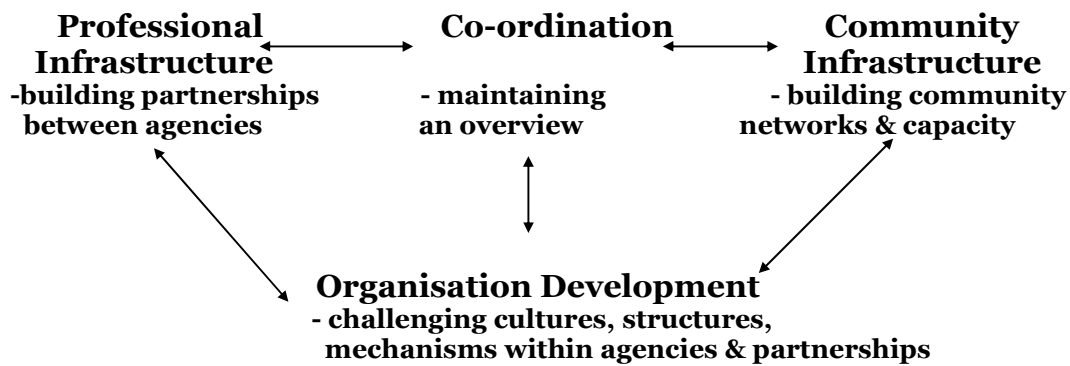 Professional
Infrastructure
-building partnerships
between agencies
Co-ordination
- maintaining
an overview
Community
Infrastructure
- building community
networks & capacity
Organisation Development
- challenging cultures, structures,
mechanisms within agencies & partnerships